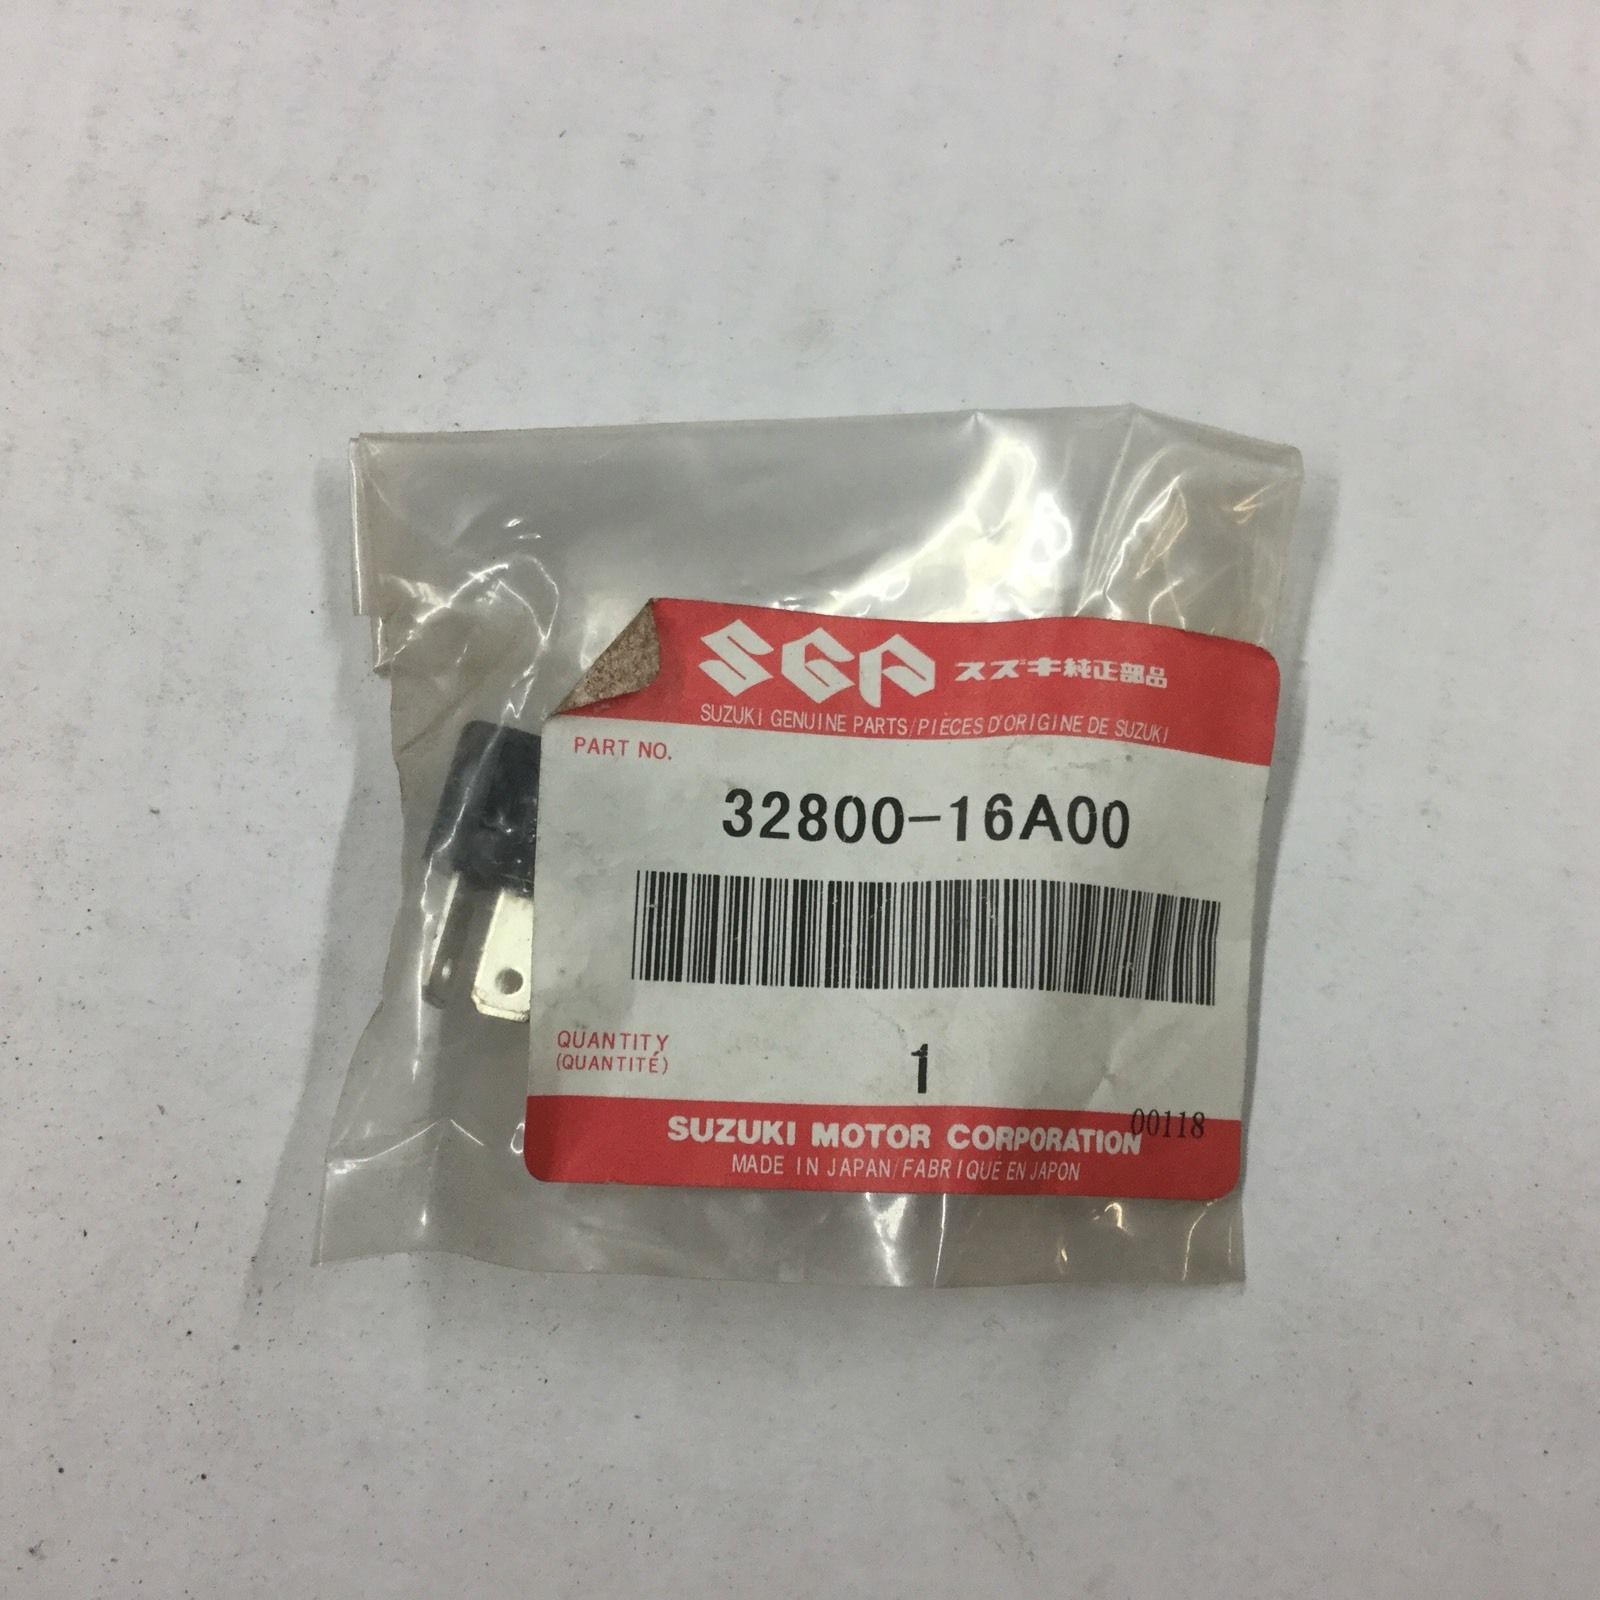 SGP スズキ純正部品
SUZUKI GENUINE PARTS/PIÈCES D'ORIGINE DE SUZUKI
PART NO.
32800-16A00
QUANTITY
(QUANTITÉ)
1
00118
SUZUKI MOTOR CORPORATION
MADE IN JAPAN/FABRIQUÉ EN JAPON